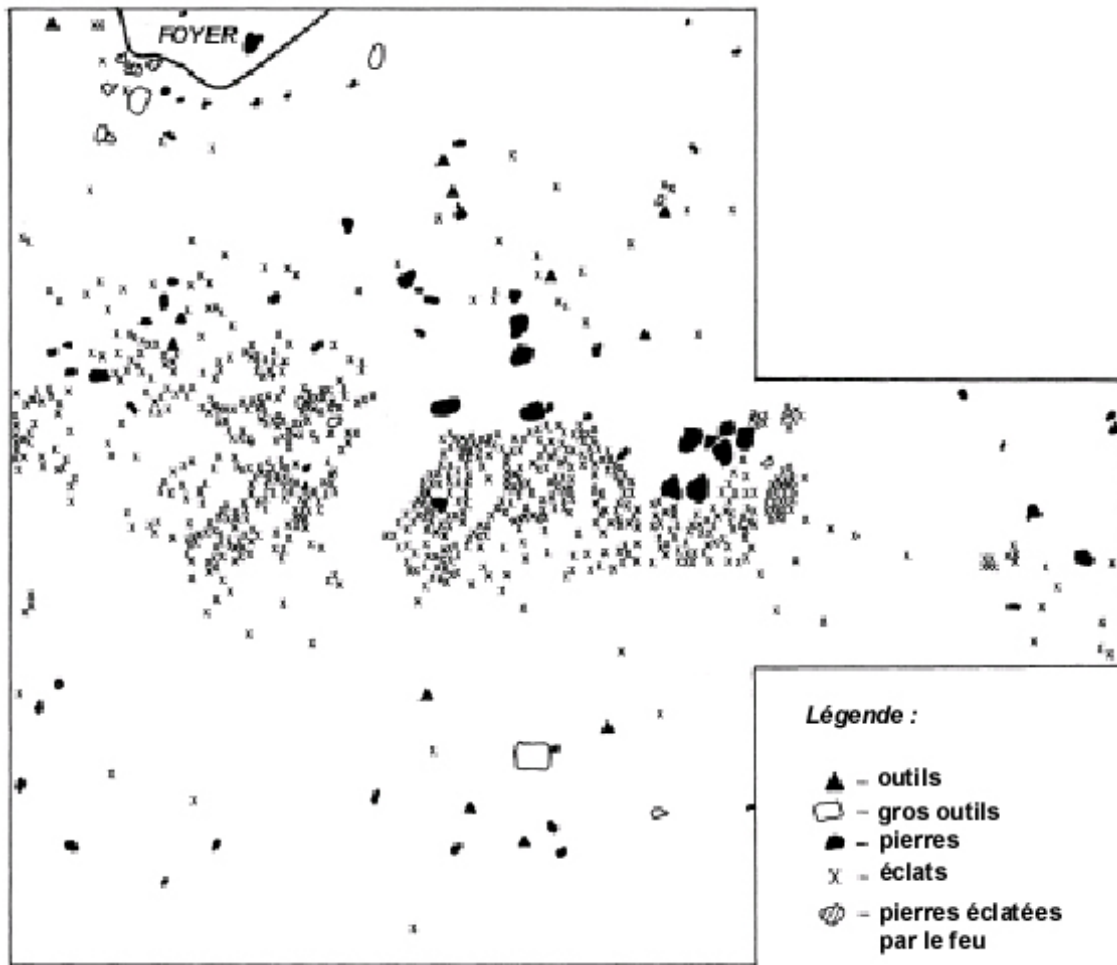 FOYER
Légende :
– outils
– gros outils
– pierres
– éclats
– pierres éclatées
par le feu